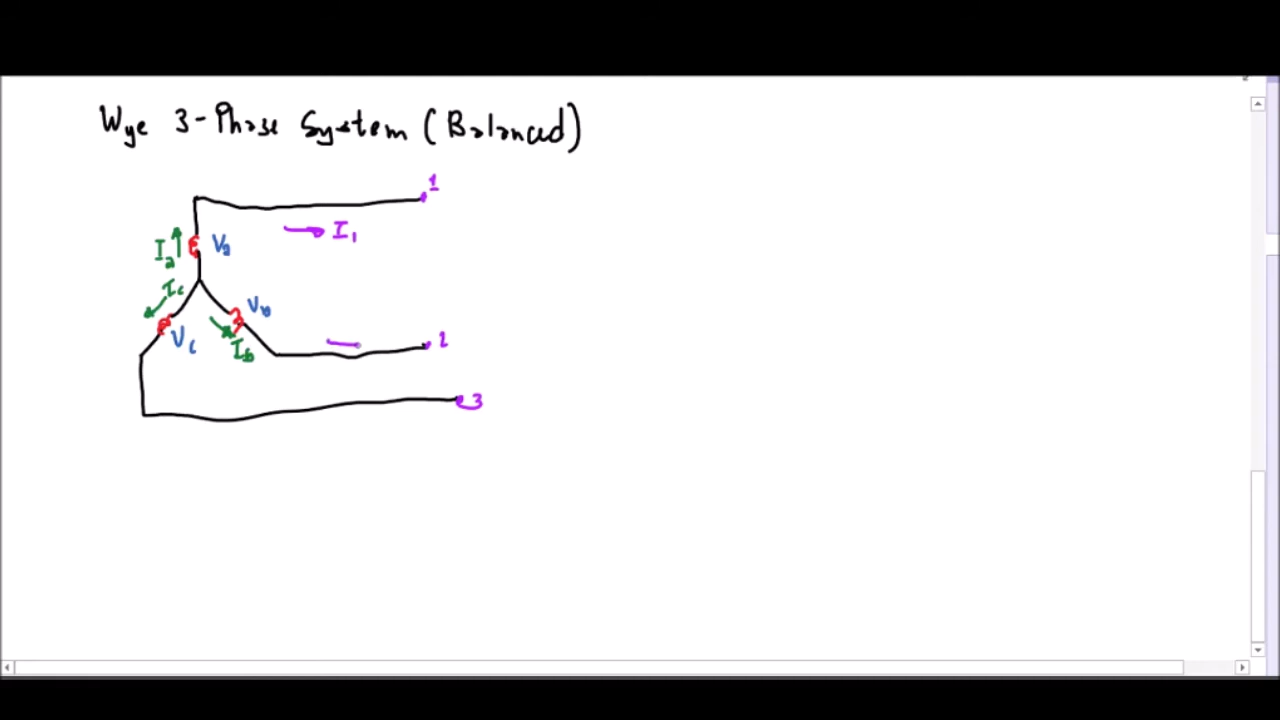 Wye 3-Phase System (Balanced)
1
I1
Ia
Va
Ic
Vb
Vc
Ib
2
3